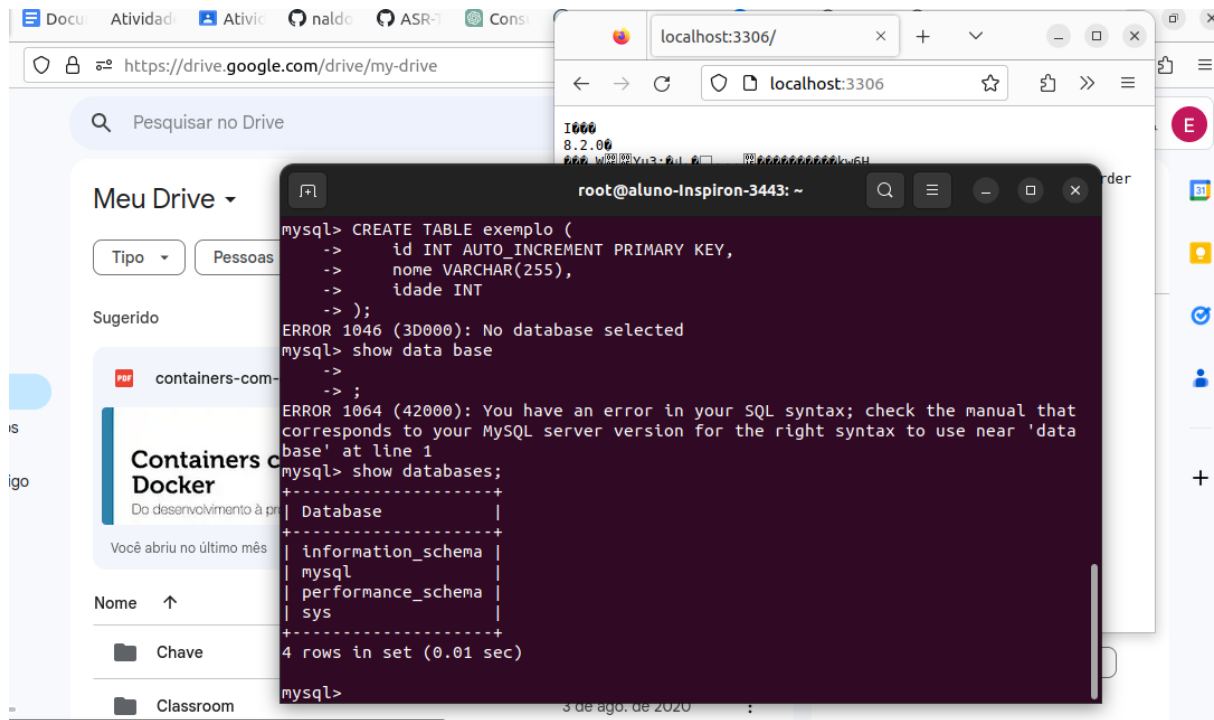 Docu
Atividad
Ativid
naldo
ASR-T
Cons
https://drive.google.com/drive/my-drive
Pesquisar no Drive
E
Meu Drive
Tipo
Pessoas
Sugerido
PDF containers-com-
Containers c
Docker
Do desenvolvimento à pr
Você abriu no último mês
Nome
Chave
Classroom
3 de ago. de 2020
os
igo
31
localhost:3306/
localhost:3306
8.2.0
rder
root@aluno-Inspiron-3443: ~
mysql> CREATE TABLE exemplo (
-> id INT AUTO_INCREMENT PRIMARY KEY,
-> nome VARCHAR(255),
-> idade INT
-> );
ERROR 1046 (3D000): No database selected
mysql> show data base
->
-> ;
ERROR 1064 (42000): You have an error in your SQL syntax; check the manual that
corresponds to your MySQL server version for the right syntax to use near 'data
base' at line 1
mysql> show databases;
+--------------------+
| Database |
+--------------------+
| information_schema |
| mysql |
| performance_schema |
| sys |
+--------------------+
4 rows in set (0.01 sec)
mysql>